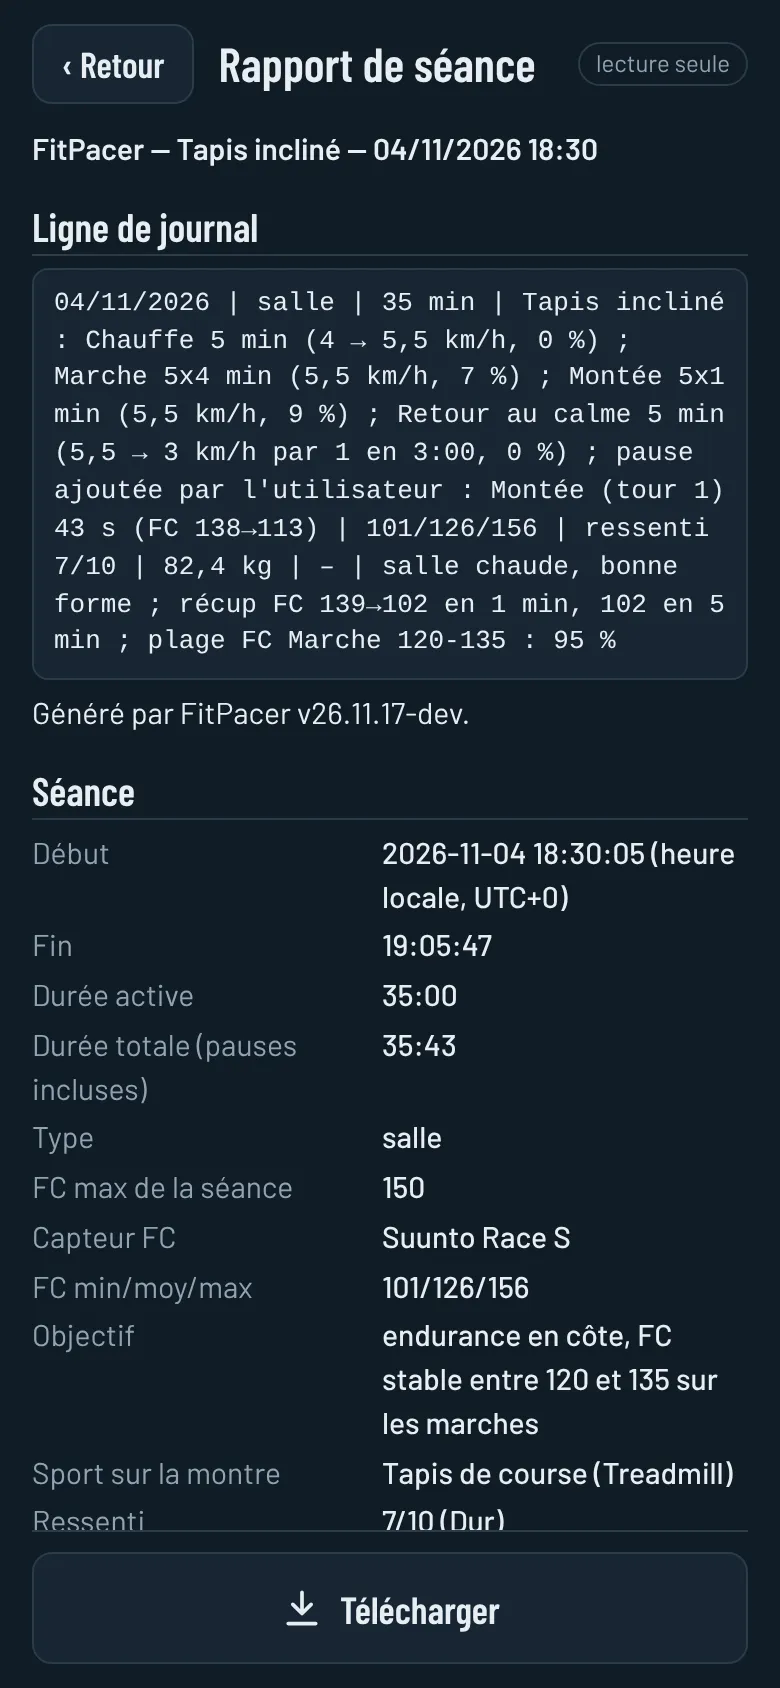 ‹ Retour
Rapport de séance
lecture seule
FitPacer — Tapis incliné — 04/11/2026 18:30
Ligne de journal
04/11/2026 | salle | 35 min | Tapis incliné
: Chauffe 5 min (4 → 5,5 km/h, 0 %) ;
Marche 5x4 min (5,5 km/h, 7 %) ; Montée 5x1
min (5,5 km/h, 9 %) ; Retour au calme 5 min
(5,5 → 3 km/h par 1 en 3:00, 0 %) ; pause
ajoutée par l'utilisateur : Montée (tour 1)
43 s (FC 138→113) | 101/126/156 | ressenti
7/10 | 82,4 kg | – | salle chaude, bonne
forme ; récup FC 139→102 en 1 min, 102 en 5
min ; plage FC Marche 120-135 : 95 %
Généré par FitPacer v26.11.17-dev.
Séance
Début
2026-11-04 18:30:05 (heure
locale, UTC+0)
Fin
19:05:47
Durée active
35:00
Durée totale (pauses
incluses)
35:43
Type
salle
FC max de la séance
150
Capteur FC
Suunto Race S
FC min/moy/max
101/126/156
Objectif
endurance en côte, FC
stable entre 120 et 135 sur
les marches
Sport sur la montre
Tapis de course (Treadmill)
Ressenti
7/10 (Dur)
Télécharger